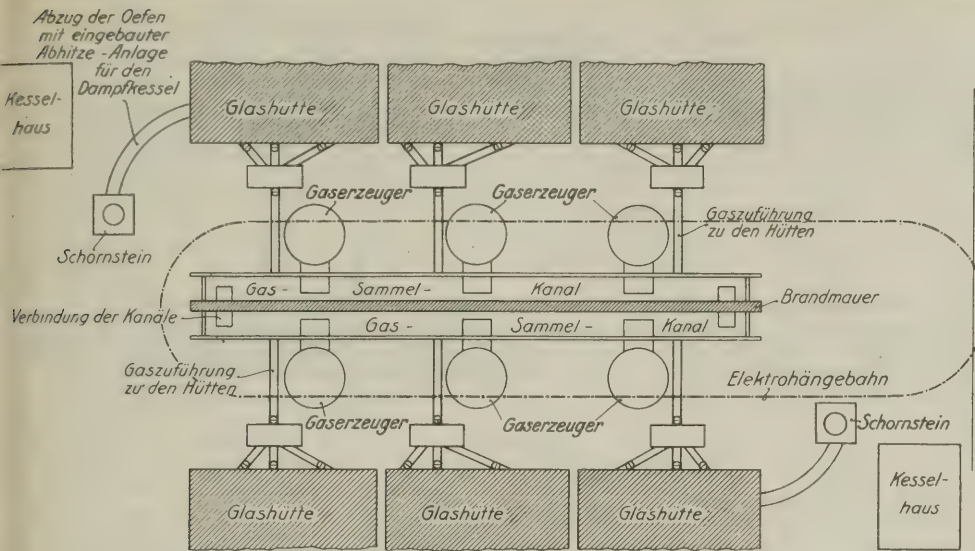 Abzug der Oefen
mit eingebauter
Abhitze-Anlage
für den
Dampfkessel
Kessel-
haus
Glashütte
Glashütte
Glashütte
Schornstein
Gaserzeuger
Gaserzeuger
Gaszuführung
zu den Hütten
Gas-
Sammel-
Kanal
Brandmauer
Verbindung der Kanäle
Gas-
Sammel-
Kanal
Gaszuführung
zu den Hütten
Elektrohängebahn
Gaserzeuger
Gaserzeuger
Schornstein
Glashütte
Glashütte
Glashütte
Kessel-
haus